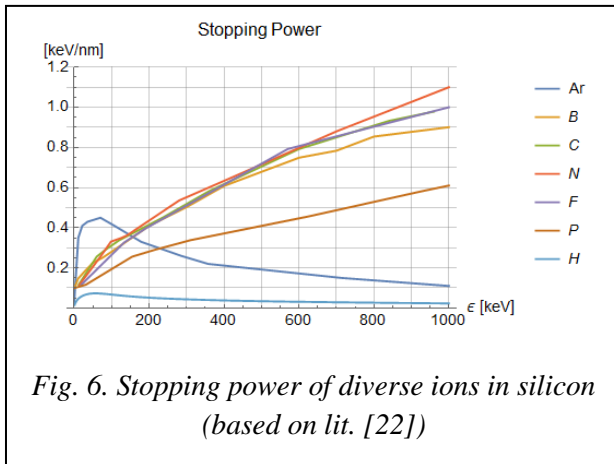 Stopping Power
[keV/nm]
1.2
1.0
0.8
0.6
0.4
0.2
0
200
400
600
800
1000
ϵ [keV]
Ar
B
C
N
F
P
H
Fig. 6. Stopping power of diverse ions in silicon
(based on lit. [22])